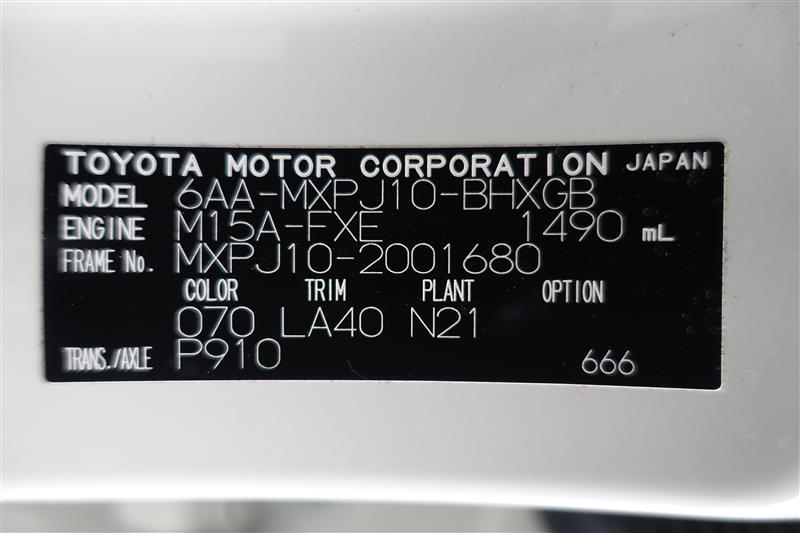 TOYOTA MOTOR CORPORATION JAPAN
MODEL 6AA-MXPJ10-BHXGB
ENGINE M15A-FXE 1490 mL
FRAME No. MXPJ10-2001680
COLOR TRIM PLANT OPTION
070 LA40 N21
TRANS./AXLE P910 666